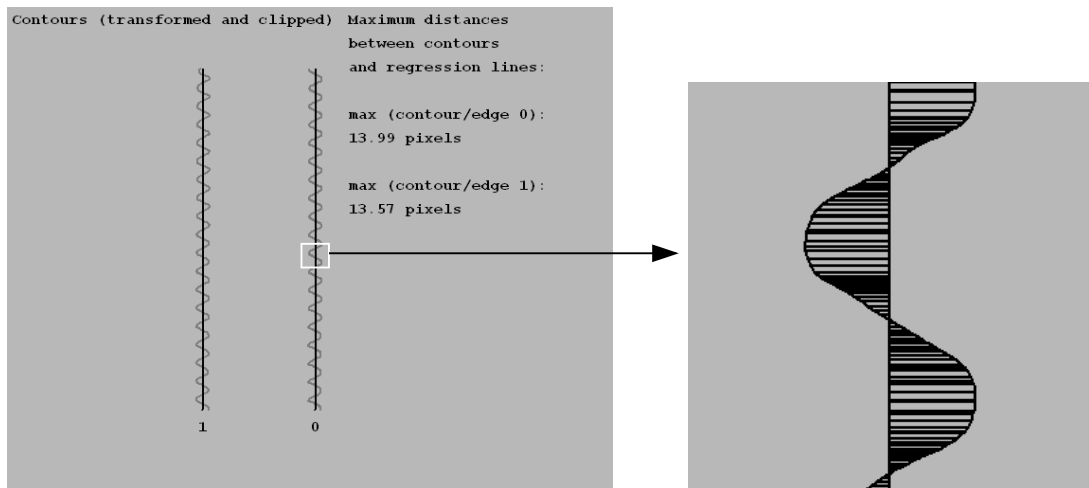 Contours (transformed and clipped)
Maximum distances
between contours
and regression lines:
max (contour/edge 0):
13.99 pixels
max (contour/edge 1):
13.57 pixels
1
0